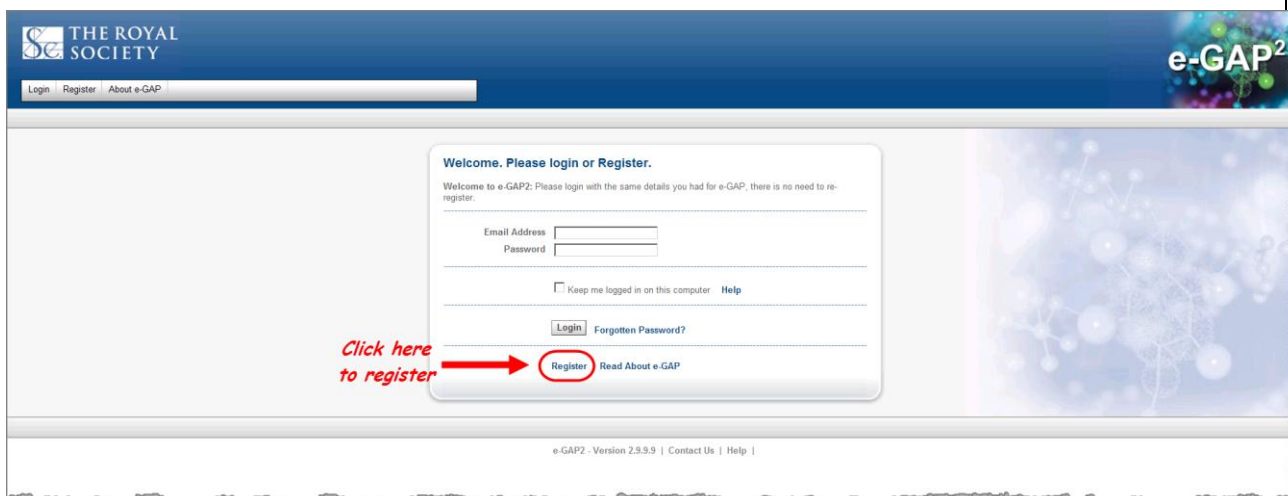 THE ROYAL
SOCIETY
e-GAP2
Login Register About e-GAP
Welcome. Please login or Register.
Welcome to e-GAP2: Please login with the same details you had for e-GAP, there is no need to re-
register.
Email Address
Password
Keep me logged in on this computer Help
Login Forgotten Password?
Click here
to register
Register Read About e-GAP
e-GAP2 - Version 2.9.9.9 | Contact Us | Help |